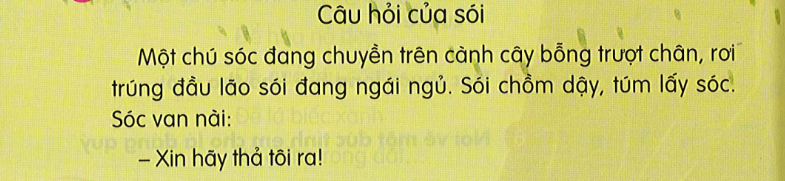 Câu hỏi của sói
Một chú sóc đang chuyền trên cành cây bỗng trượt chân, rơi
trúng đầu lão sói đang ngái ngủ. Sói chồm dậy, túm lấy sóc.
Sóc van nài:
– Xin hãy thả tôi ra!